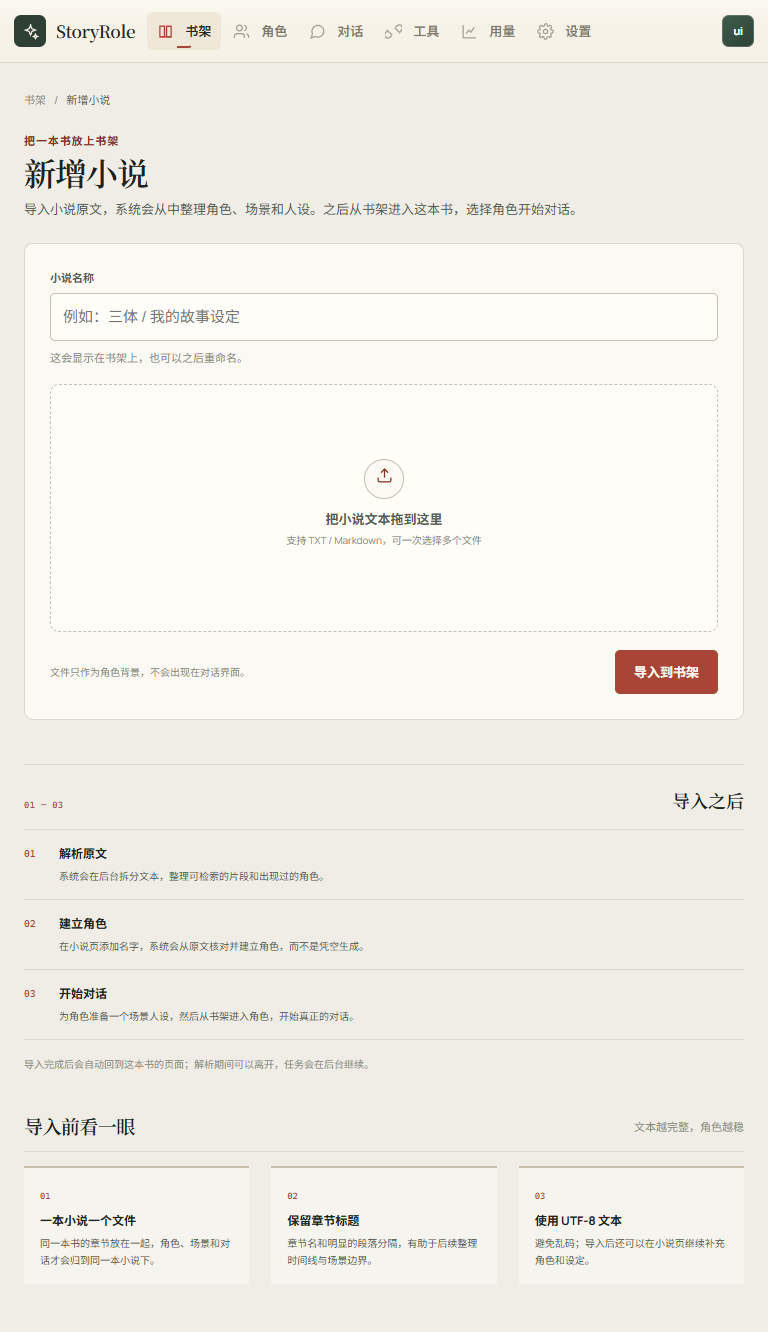 StoryRole
书架
角色
对话
工具
用量
设置
ui
书架 / 新增小说
把一本书放上书架
新增小说
导入小说原文，系统会从中整理角色、场景和人设。之后从书架进入这本书，选择角色开始对话。
小说名称
例如：三体 / 我的故事设定
这会显示在书架上，也可以之后重命名。
把小说文本拖到这里
支持 TXT / Markdown，可一次选择多个文件
文件只作为角色背景，不会出现在对话界面。
导入到书架
01 — 03
导入之后
01
解析原文
系统会在后台拆分文本，整理可检索的片段和出现过的角色。
02
建立角色
在小说页添加名字，系统会从原文核对并建立角色，而不是凭空生成。
03
开始对话
为角色准备一个场景人设，然后从书架进入角色，开始真正的对话。
导入完成后会自动回到这本书的页面；解析期间可以离开，任务会在后台继续。
导入前看一眼
文本越完整，角色越稳
01
一本小说一个文件
同一本书的章节放在一起，角色、场景和对
话才会归到同一本小说下。
02
保留章节标题
章节名和明显的段落分隔，有助于后续整理
时间线与场景边界。
03
使用 UTF-8 文本
避免乱码；导入后还可以在小说页继续补充
角色和设定。